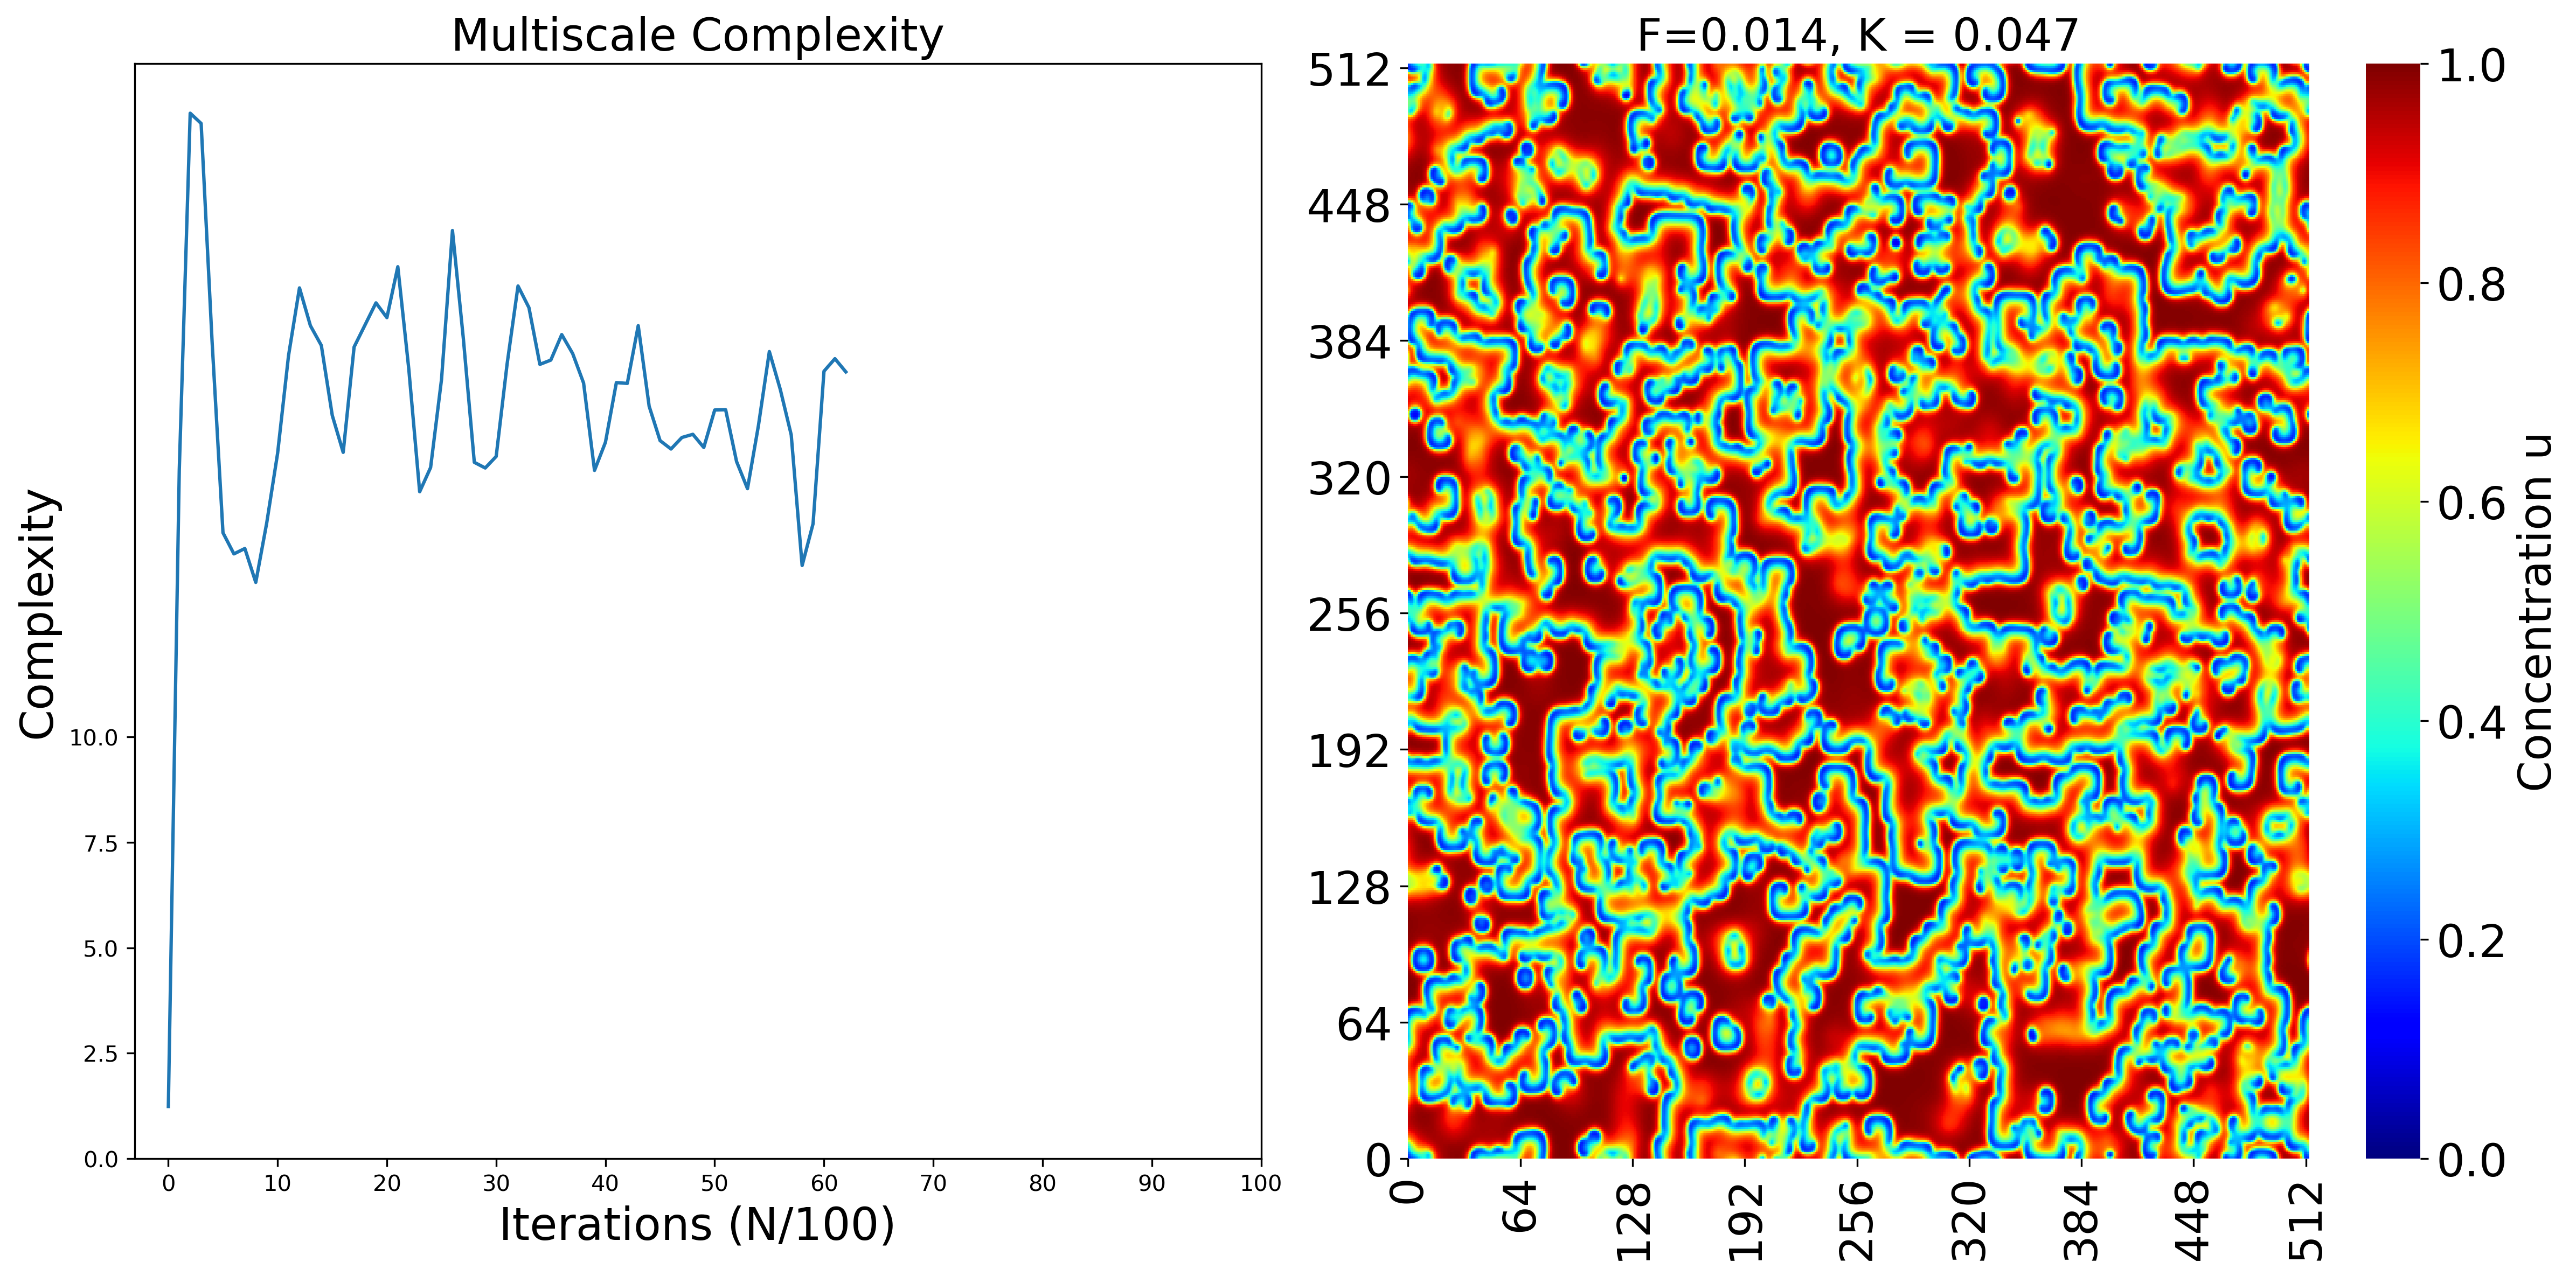 Multiscale Complexity
Complexity
10.0
7.5
5.0
2.5
0.0
0 10 20 30 40 50 60 70 80 90 100
Iterations (N/100)
F=0.014, K = 0.047
512
448
384
320
256
192
128
64
0
0 64 128 192 256 320 384 448 512
1.0
0.8
0.6
0.4
0.2
0.0
Concentration u